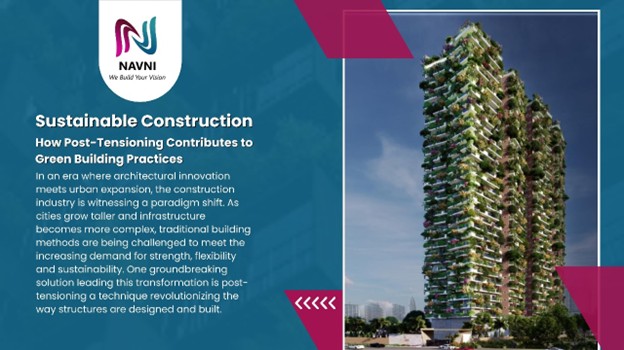 NAVNI
We Build Your Vision
Sustainable Construction
How Post-Tensioning Contributes to
Green Building Practices
In an era where architectural innovation
meets urban expansion, the construction
industry is witnessing a paradigm shift. As
cities grow taller and infrastructure
becomes more complex, traditional building
methods are being challenged to meet the
increasing demand for strength, flexibility
and sustainability. One groundbreaking
solution leading this transformation is post-
tensioning a technique revolutionizing the
way structures are designed and built.